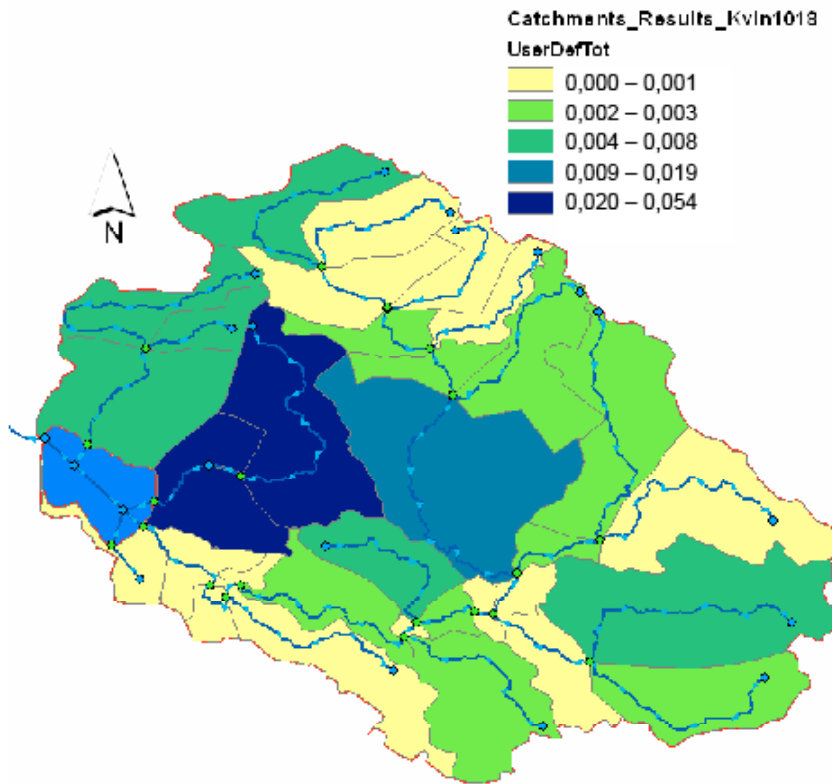 Catchments_Results_Kvin1018
UserDefTot
0,000 – 0,001
0,002 – 0,003
0,004 – 0,008
0,009 – 0,019
0,020 – 0,054
N